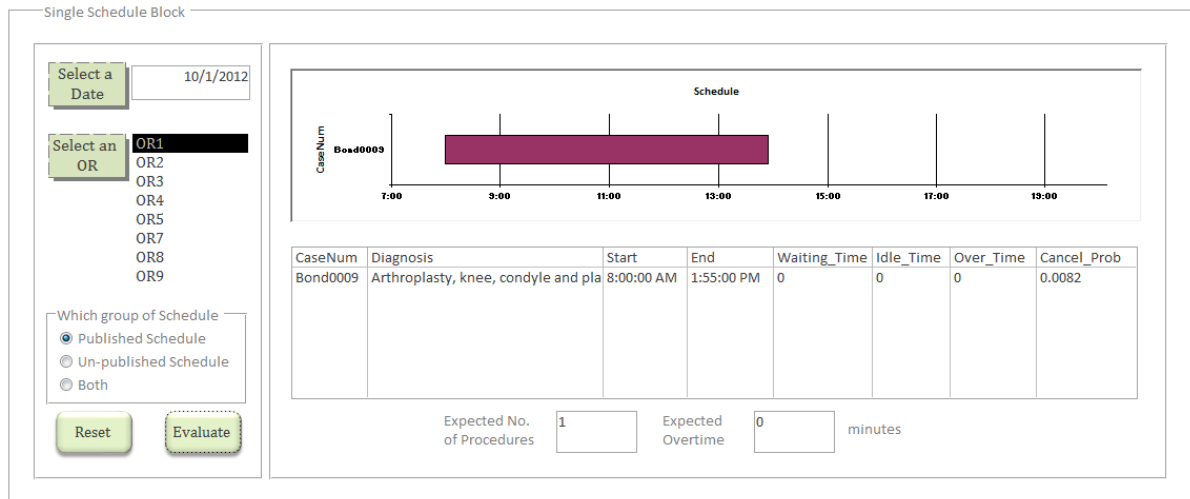 Single Schedule Block
Select a
Date
10/1/2012
Select an
OR
OR1
OR2
OR3
OR4
OR5
OR7
OR8
OR9
Which group of Schedule
Published Schedule
Un-published Schedule
Both
Reset
Evaluate
Schedule
CaseNum
Bond0009
7:00 9:00 11:00 13:00 15:00 17:00 19:00
CaseNum Diagnosis Start End Waiting_Time Idle_Time Over_Time Cancel_Prob
Bond0009 Arthroplasty, knee, condyle and pla 8:00:00 AM 1:55:00 PM 0 0 0 0.0082
Expected No.
of Procedures
1
Expected
Overtime
0
minutes